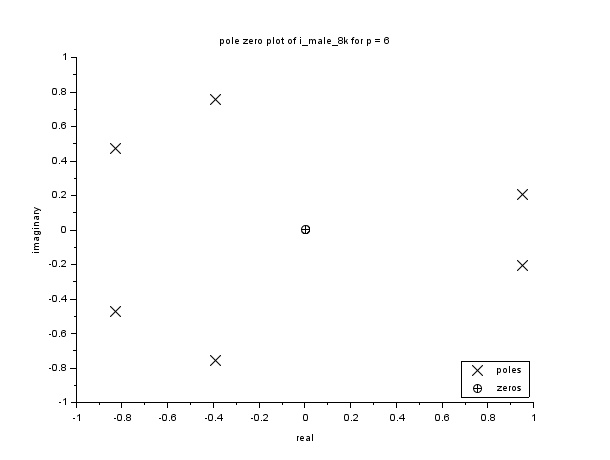 pole zero plot of i_male_8k for p = 6
1
0.8
0.6
0.4
0.2
0
-0.2
-0.4
-0.6
-0.8
-1
imaginary
-1 -0.8 -0.6 -0.4 -0.2 0 0.2 0.4 0.6 0.8 1
real
poles
zeros